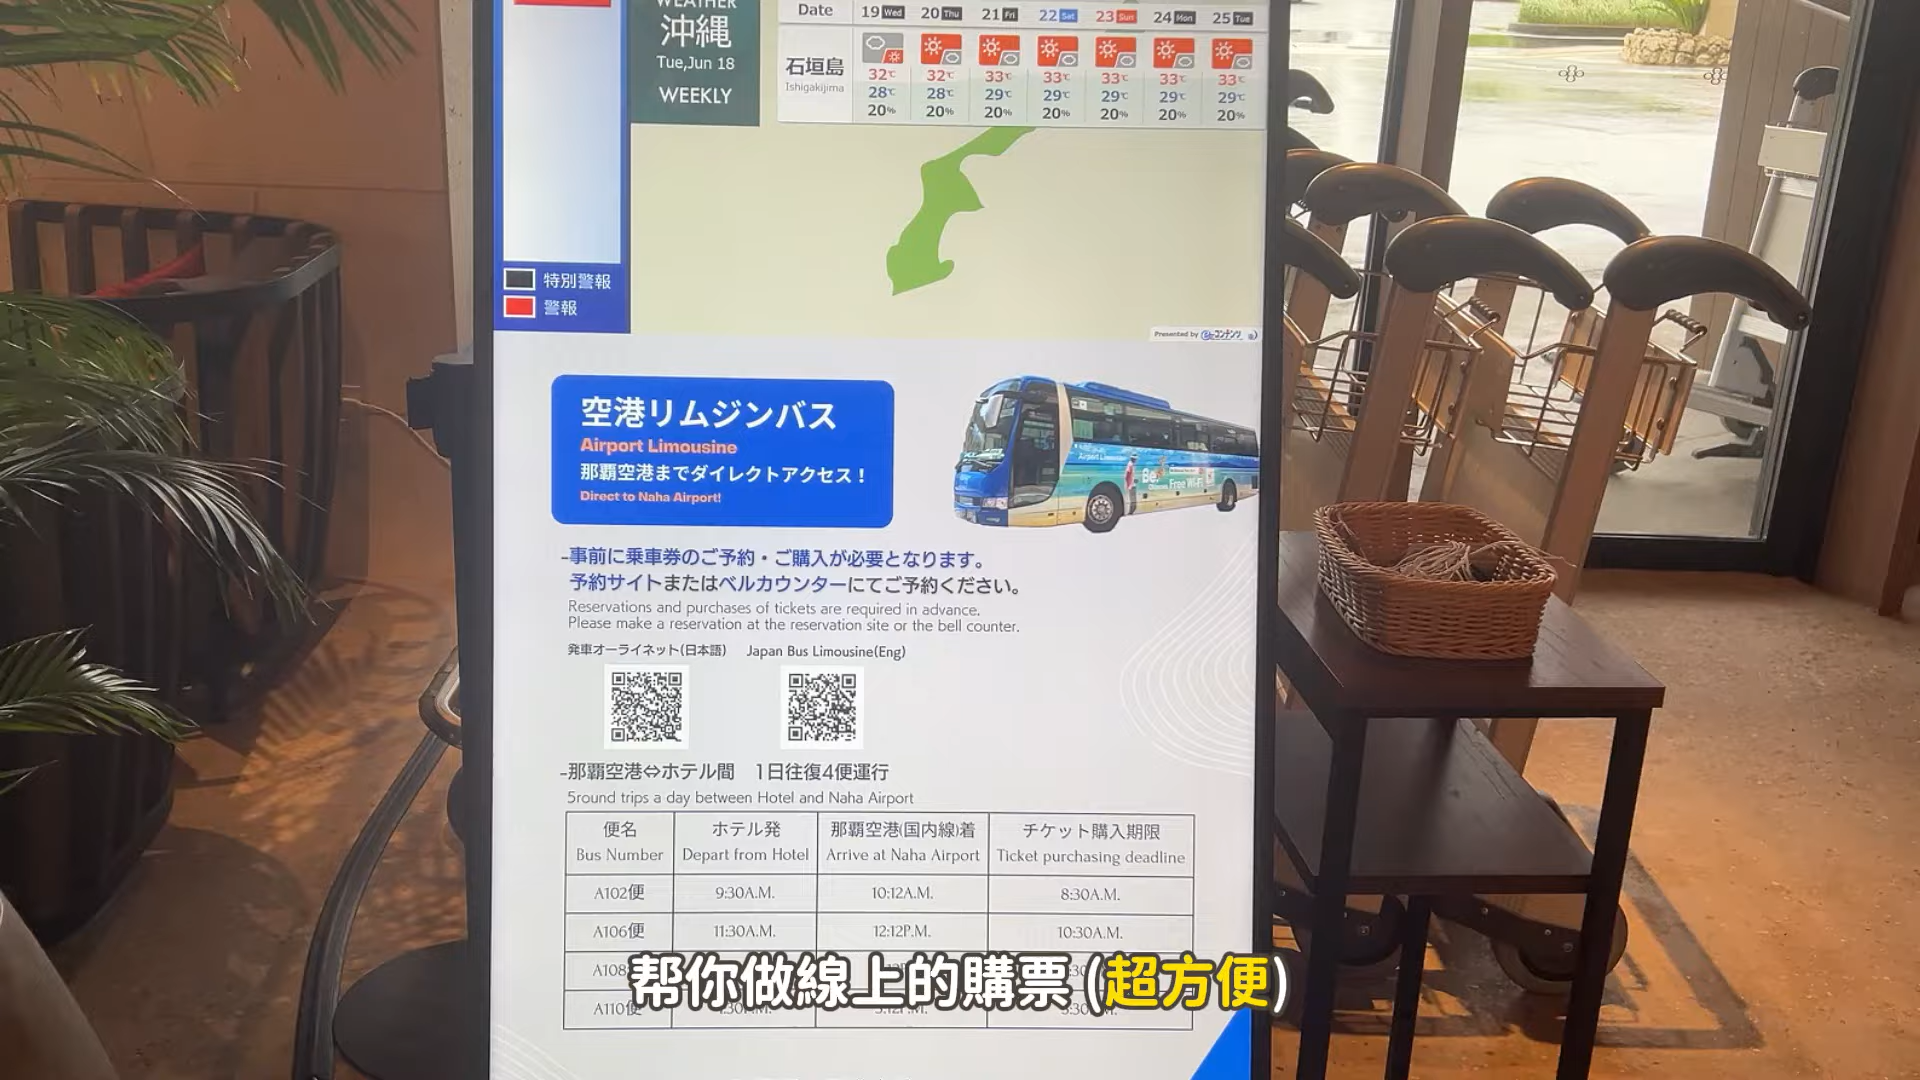 WEATHER
沖縄
Tue,Jun 18
WEEKLY
Date 19 Wed 20 Thu 21 Fri 22 Sat 23 Sun 24 Mon 25 Tue
石垣島
Ishigakijima
32℃ 32℃ 33℃ 33℃ 33℃ 33℃ 33℃
28℃ 28℃ 29℃ 29℃ 29℃ 29℃ 29℃
20% 20% 20% 20% 20% 20% 20%
特別警報
警報
Presented by コンテンツ
空港リムジンバス
Airport Limousine
那覇空港までダイレクトアクセス！
Direct to Naha Airport!
Airport Limousine
Be.
Free Wi-Fi
-事前に乗車券のご予約・ご購入が必要となります。
予約サイトまたはベルカウンターにてご予約ください。
Reservations and purchases of tickets are required in advance.
Please make a reservation at the reservation site or the bell counter.
発車オーライネット(日本語) Japan Bus Limousine(Eng)
-那覇空港⇔ホテル間 1日往復4便運行
5round trips a day between Hotel and Naha Airport
便名 ホテル発 那覇空港(国内線)着 チケット購入期限
Bus Number Depart from Hotel Arrive at Naha Airport Ticket purchasing deadline
A102便 9:30A.M. 10:12A.M. 8:30A.M.
A106便 11:30A.M. 12:12P.M. 10:30A.M.
A108
A110便
帮你做線上的購票(超方便)